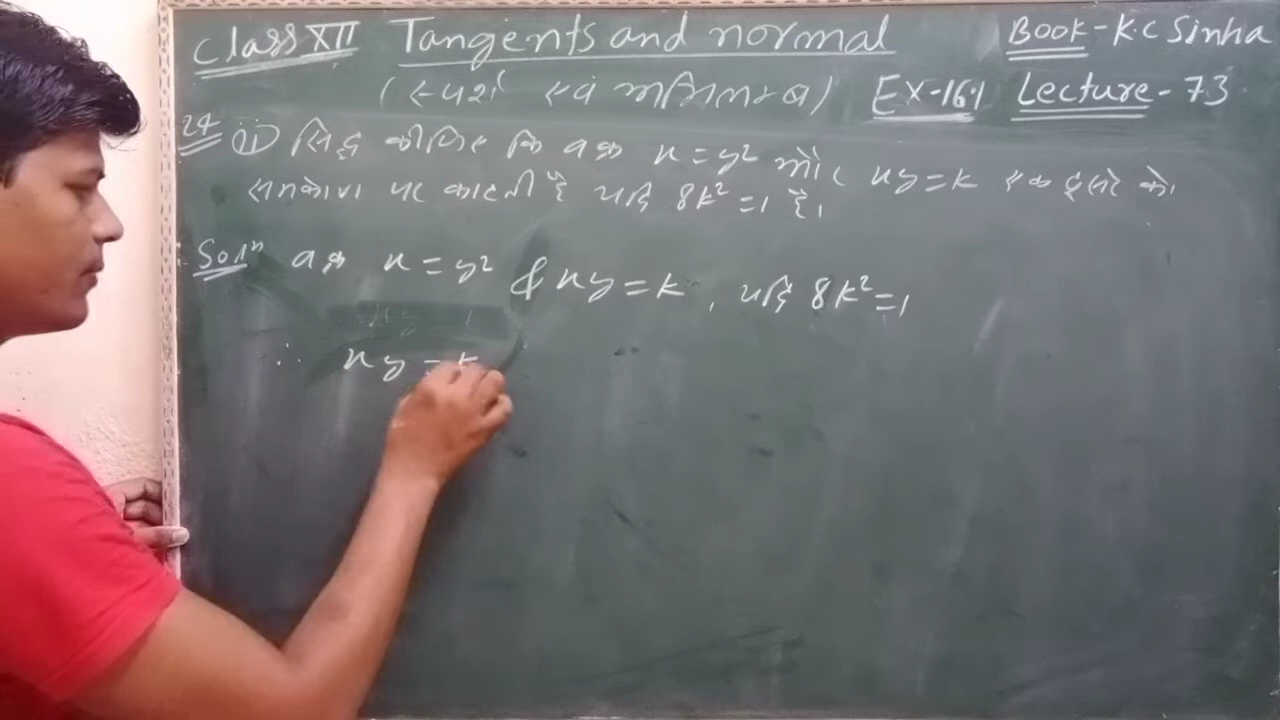 Class XII Tangents and normal Book - K.C Sinha
(स्पर्श एवं अभिलम्ब) EX-16.1 Lecture - 73
24 (ii) सिद्ध कीजिए कि वक्र x = y² और xy = k एक दूसरे को
समकोण पर काटती हैं यदि 8k² = 1 है।
Solⁿ वक्र x = y² & xy = k , यदि 8k² = 1
∴ xy = k